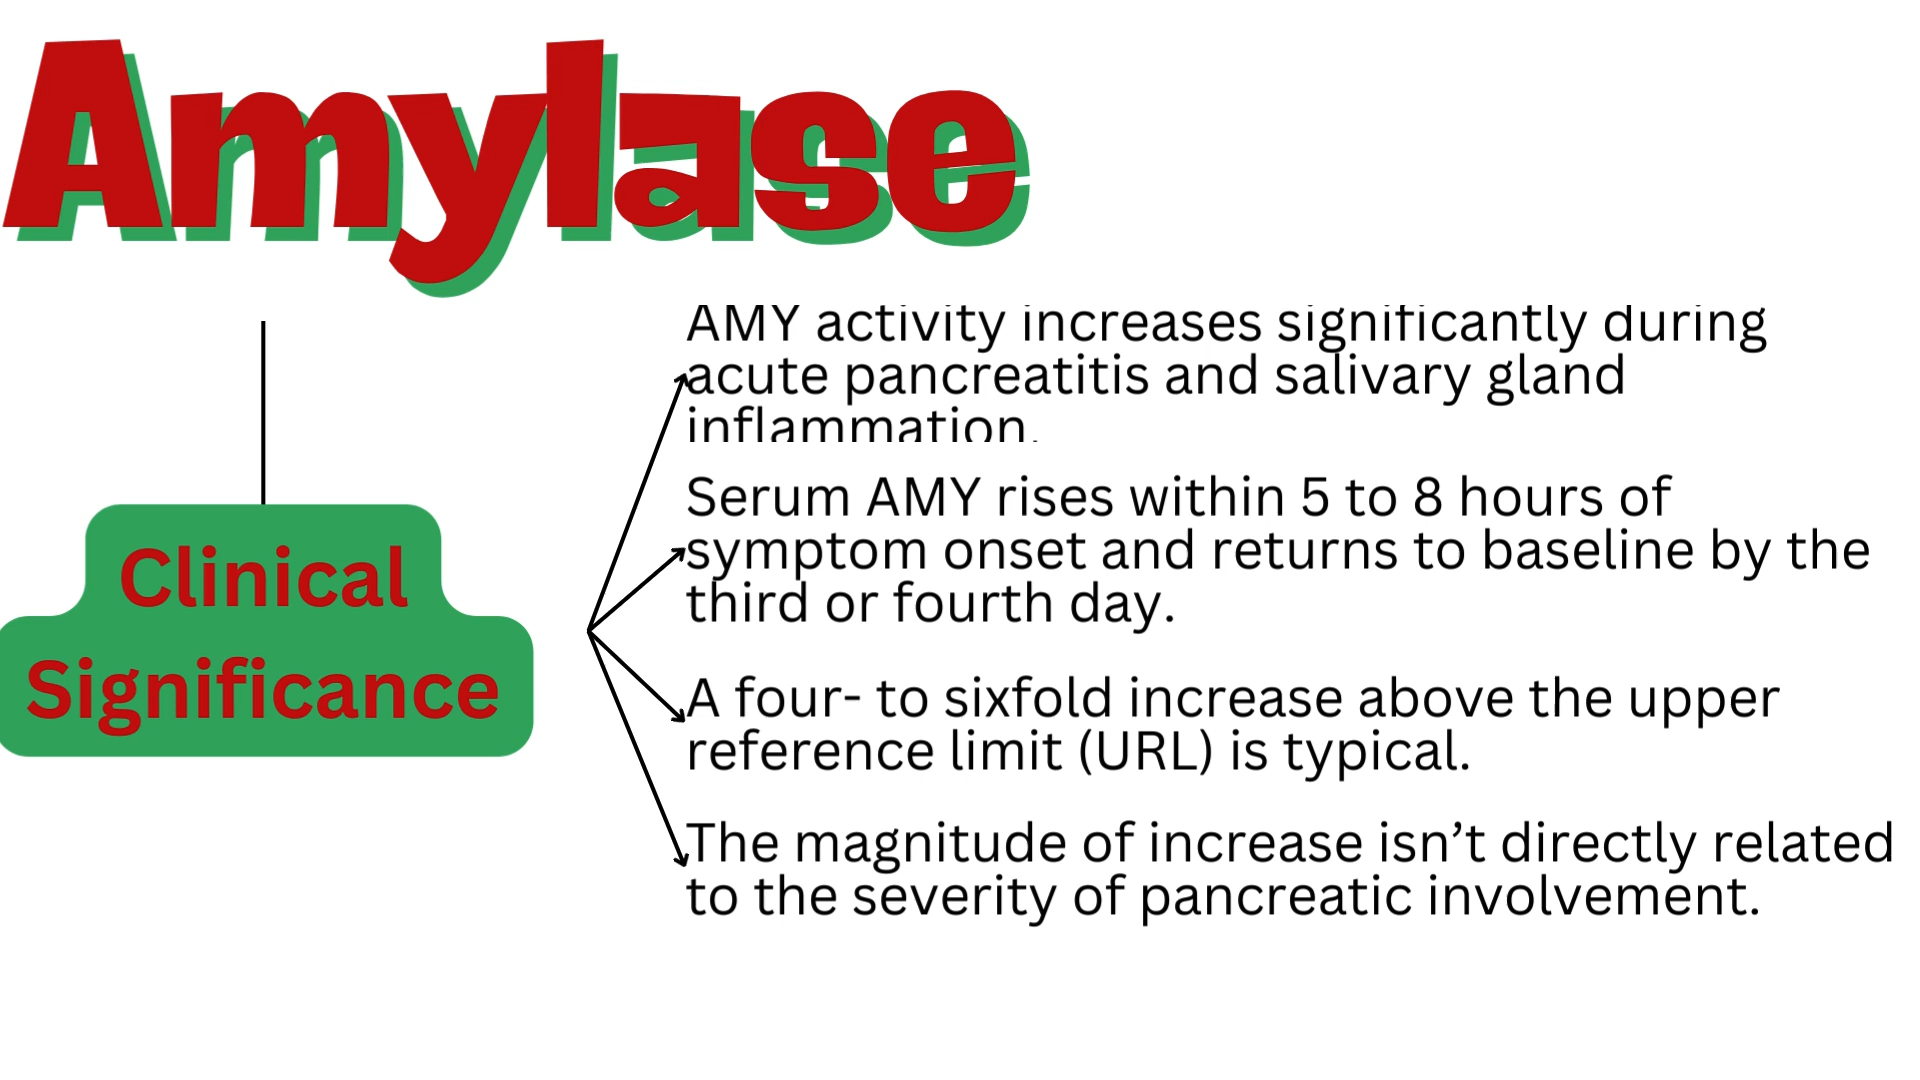 Amylase
Clinical
Significance
AMY activity increases significantly during
acute pancreatitis and salivary gland
inflammation.
Serum AMY rises within 5 to 8 hours of
symptom onset and returns to baseline by the
third or fourth day.
A four- to sixfold increase above the upper
reference limit (URL) is typical.
The magnitude of increase isn’t directly related
to the severity of pancreatic involvement.